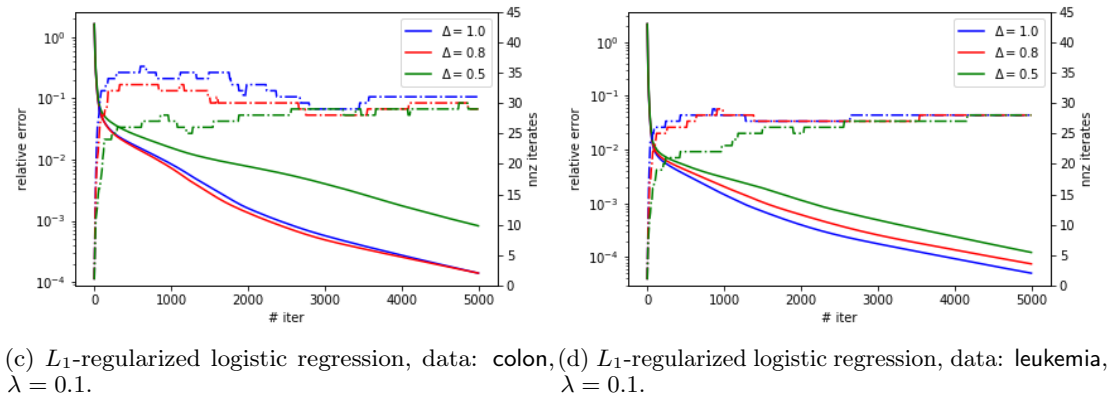 Δ = 1.0
Δ = 0.8
Δ = 0.5
10⁰
10⁻¹
10⁻²
10⁻³
10⁻⁴
relative error
45
40
35
30
25
20
15
10
5
0
nnz iterates
0 1000 2000 3000 4000 5000
# iter
Δ = 1.0
Δ = 0.8
Δ = 0.5
10⁰
10⁻¹
10⁻²
10⁻³
10⁻⁴
relative error
45
40
35
30
25
20
15
10
5
0
nnz iterates
0 1000 2000 3000 4000 5000
# iter
(c) L₁-regularized logistic regression, data: colon,
λ = 0.1.
(d) L₁-regularized logistic regression, data: leukemia,
λ = 0.1.